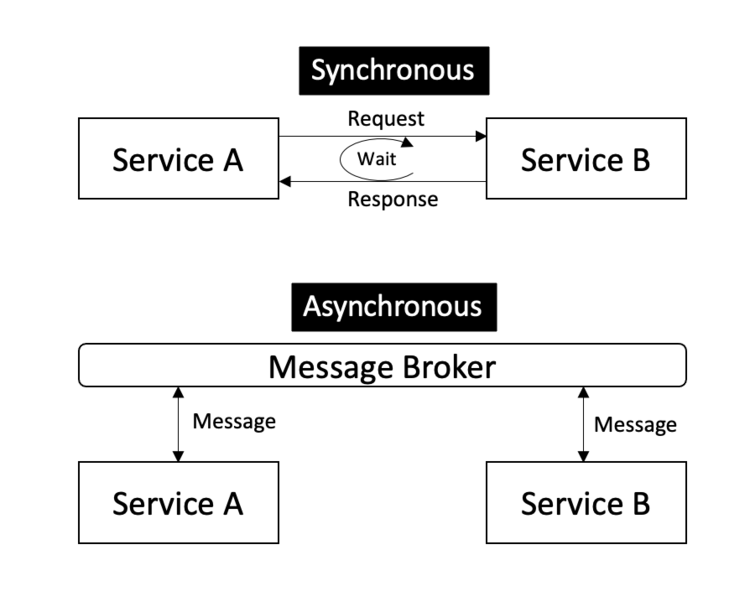 Synchronous
Request
Service A
Wait
Service B
Response
Asynchronous
Message Broker
Message
Message
Service A
Service B